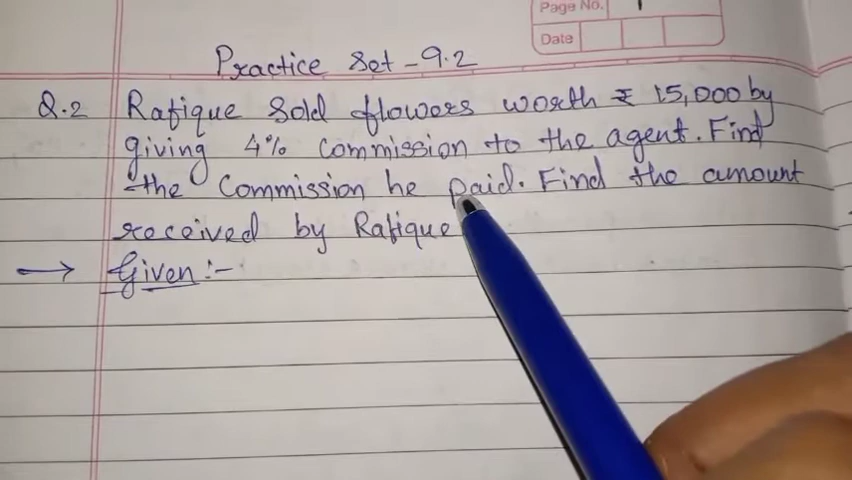 Page No.
Date
Practice Set - 9.2
Q.2 Rafique Sold flowers worth ₹ 15,000 by
giving 4% Commission to the agent. Find
the Commission he paid. Find the amount
received by Rafique
→ Given :-